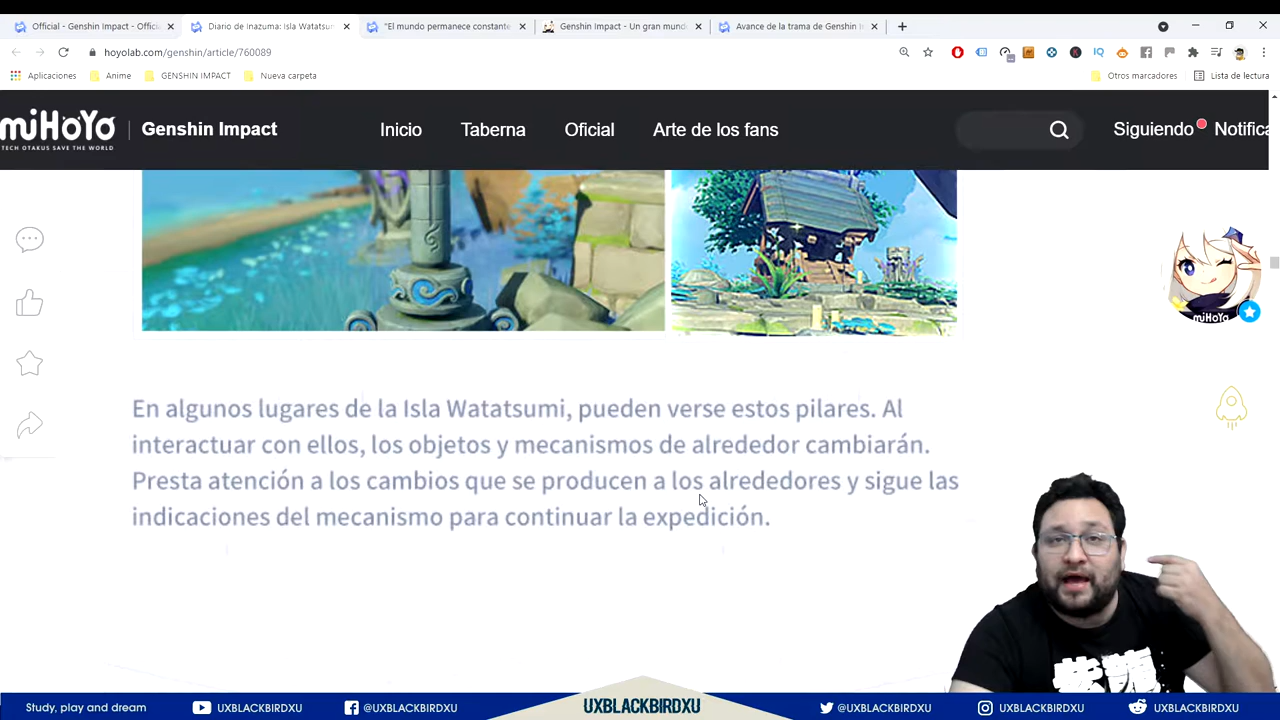 Official - Genshin Impact - Officia
Diario de Inazuma: Isla Watatsum
"El mundo permanece constante
Genshin Impact - Un gran mundo
Avance de la trama de Genshin I
hoyolab.com/genshin/article/760089
Aplicaciones
Anime
GENSHIN IMPACT
Nueva carpeta
Otros marcadores
Lista de lectura
miHoYo
TECH OTAKUS SAVE THE WORLD
Genshin Impact
Inicio
Taberna
Oficial
Arte de los fans
Siguiendo
Notifica
miHoYo
En algunos lugares de la Isla Watatsumi, pueden verse estos pilares. Al
interactuar con ellos, los objetos y mecanismos de alrededor cambiarán.
Presta atención a los cambios que se producen a los alrededores y sigue las
indicaciones del mecanismo para continuar la expedición.
Study, play and dream
UXBLACKBIRDXU
@UXBLACKBIRDXU
UXBLACKBIRDXU
@UXBLACKBIRDXU
UXBLACKBIRDXU
UXBLACKBIRDXU